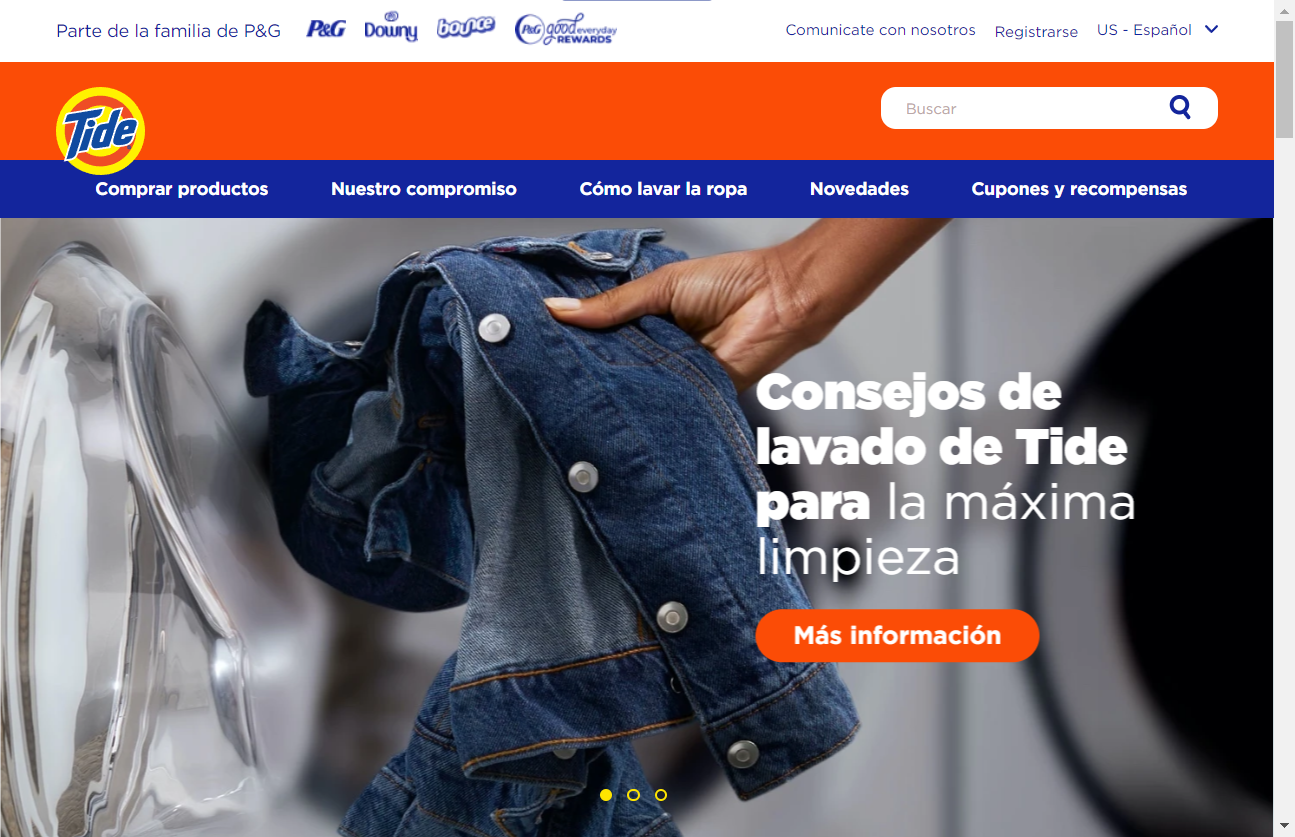 Parte de la familia de P&G P&G Downy bounce P&G good everyday REWARDS Comunicate con nosotros Registrarse US - Español
Tide
Buscar
Comprar productos Nuestro compromiso Cómo lavar la ropa Novedades Cupones y recompensas
Consejos de
lavado de Tide
para la máxima
limpieza
Más información